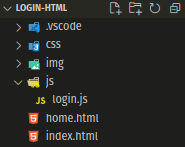 LOGIN-HTML
.vscode
css
img
js
JS login.js
home.html
index.html